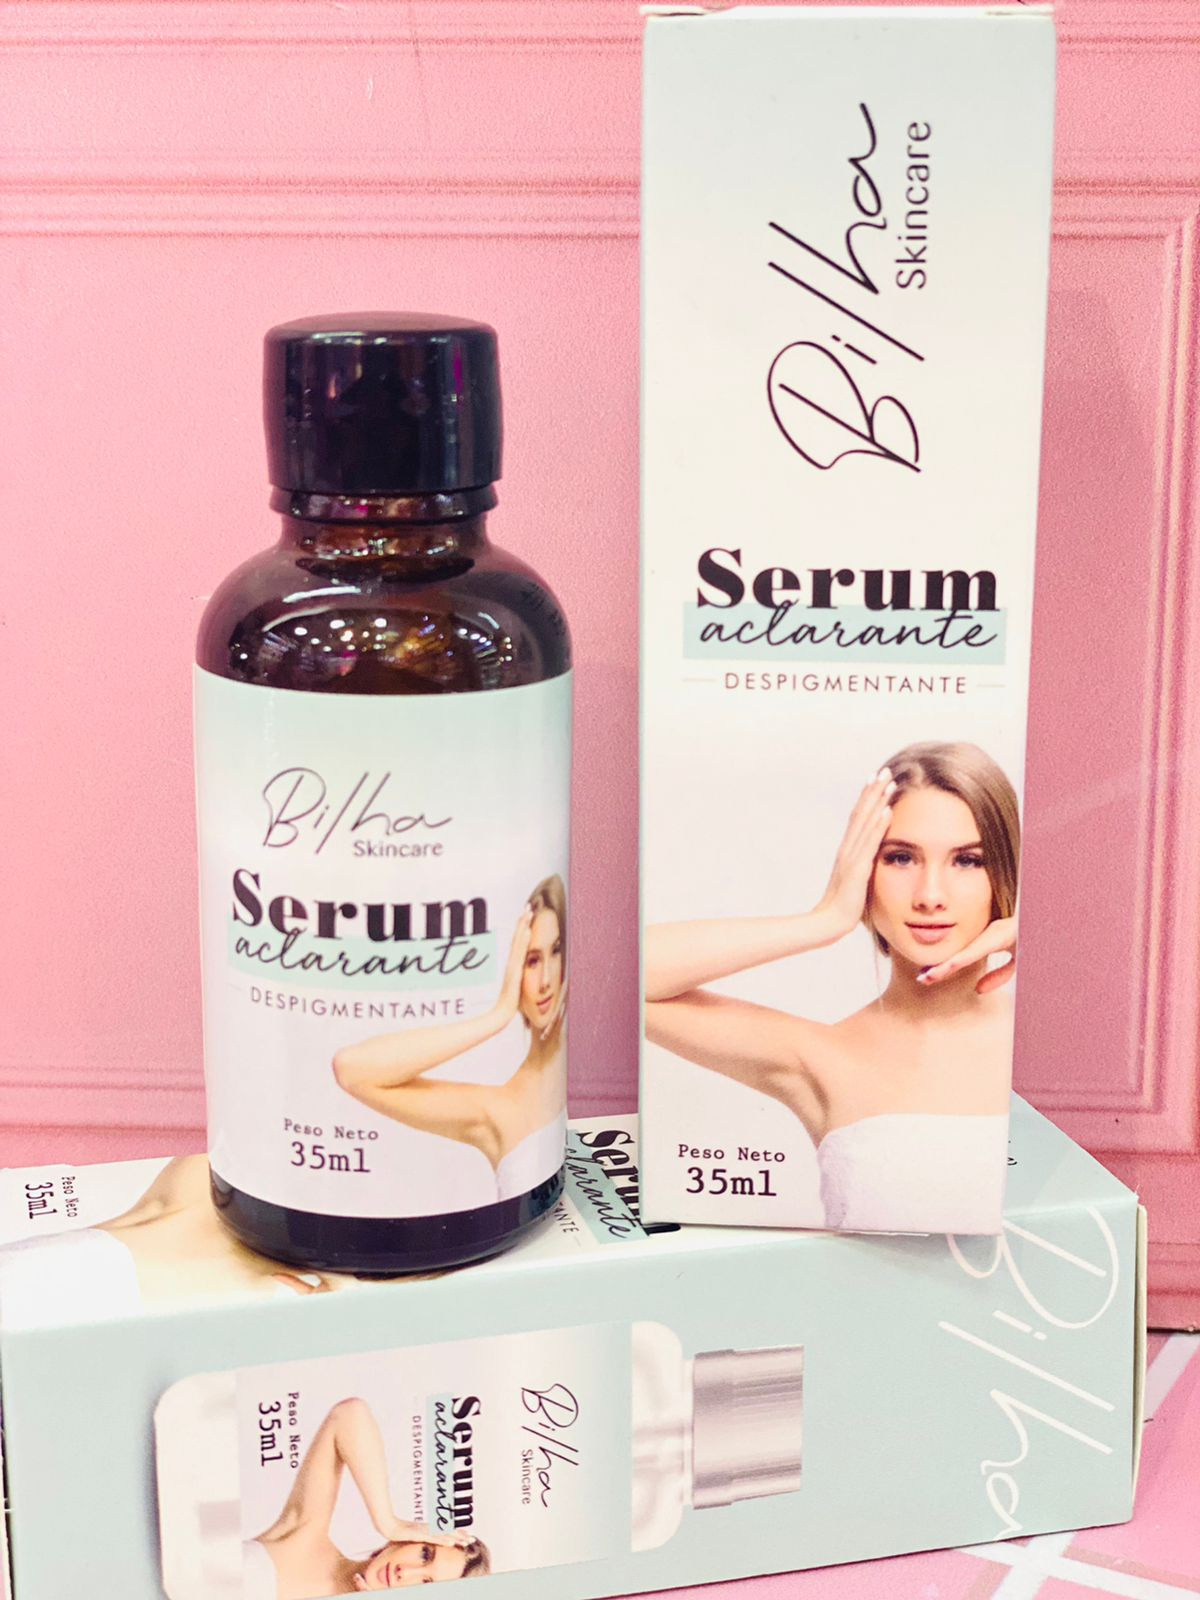 Bilha
Skincare
Serum
aclarante
DESPIGMENTANTE
Peso Neto
35ml
Bilha
Skincare
Serum
aclarante
DESPIGMENTANTE
Peso Neto
35ml
Peso Neto
35ml
Serum
aclarante
Bilha
Bilha
Skincare
Serum
aclarante
DESPIGMENTANTE
Peso Neto
35ml